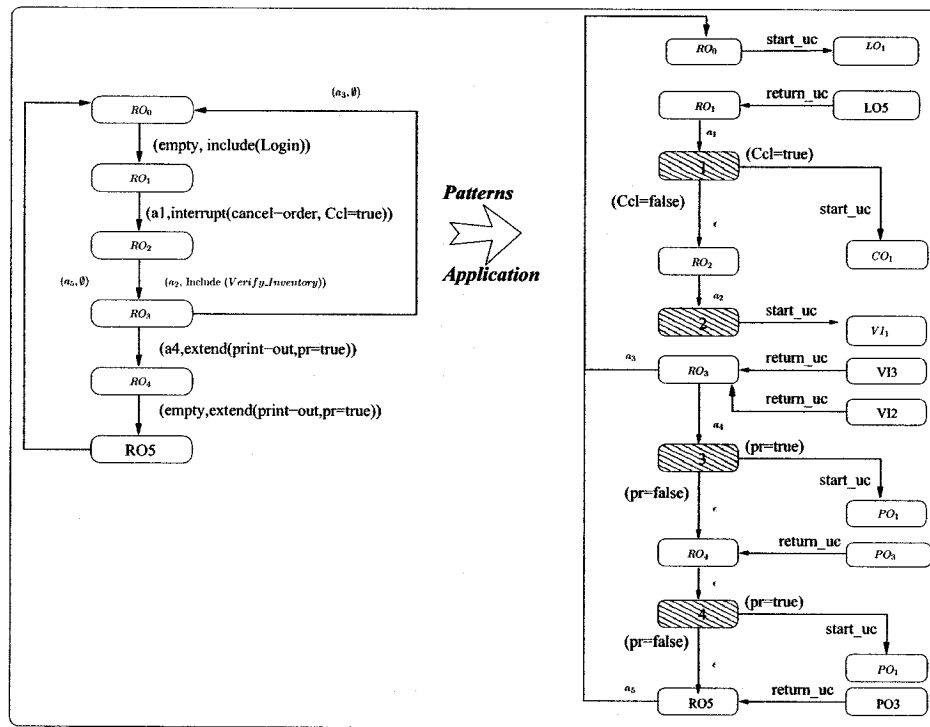 (a₃,∅)
RO₀
(empty, include(Login))
RO₁
(a1,interrupt(cancel−order, Ccl=true))
RO₂
(a₅,∅)
(a₂, Include (Verify_Inventory))
RO₃
(a4,extend(print−out,pr=true))
RO₄
(empty,extend(print−out,pr=true))
RO5
Patterns
Application
RO₀
start_uc
LO₁
RO₁
return_uc
LO5
a₁
1
(Ccl=true)
(Ccl=false)
start_uc
ϵ
RO₂
CO₁
a₂
2
start_uc
VI₁
a₃
RO₃
return_uc
VI3
return_uc
VI2
a₄
3
(pr=true)
(pr=false)
start_uc
ϵ
PO₁
RO₄
return_uc
PO₃
ϵ
4
(pr=true)
(pr=false)
start_uc
ϵ
PO₁
a₅
RO5
return_uc
PO3